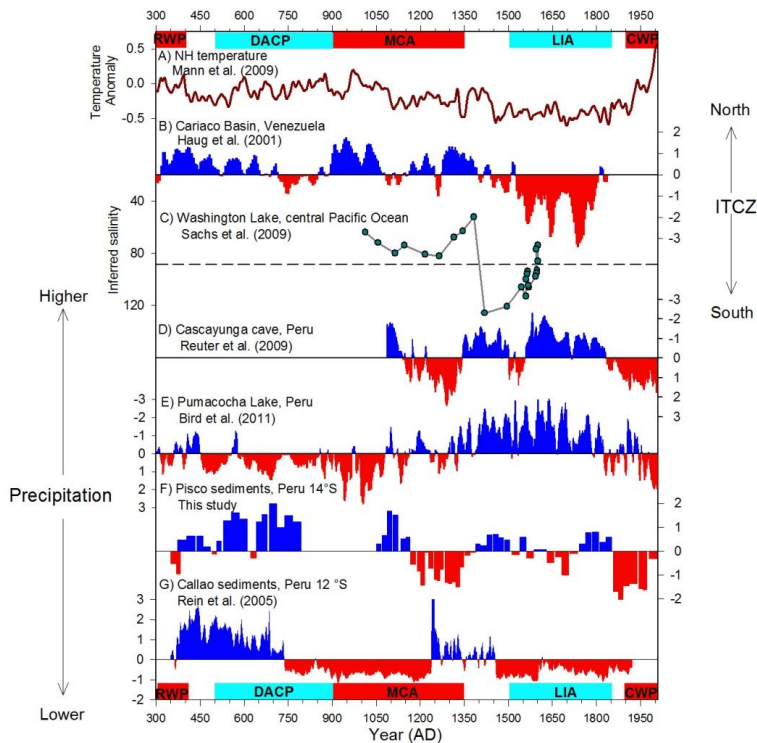 300 450 600 750 900 1050 1200 1350 1500 1650 1800 1950
RWP DACP MCA LIA CWP
A) NH temperature
Mann et al. (2009)
Temperature
Anomaly
0.5
0.0
-0.5
B) Cariaco Basin, Venezuela
Haug et al. (2001)
2
1
0
-1
-2
-3
North
ITCZ
South
C) Washington Lake, central Pacific Ocean
Sachs et al. (2009)
Inferred salinity
40
80
120
D) Cascayunga cave, Peru
Reuter et al. (2009)
-3
-2
-1
0
1
2
3
Higher
Precipitation
Lower
E) Pumacocha Lake, Peru
Bird et al. (2011)
-3
-2
-1
0
1
2
3
F) Pisco sediments, Peru 14°S
This study
2
1
0
-1
-2
G) Callao sediments, Peru 12 °S
Rein et al. (2005)
3
2
1
0
-1
-2
RWP DACP MCA LIA CWP
300 450 600 750 900 1050 1200 1350 1500 1650 1800 1950
Year (AD)